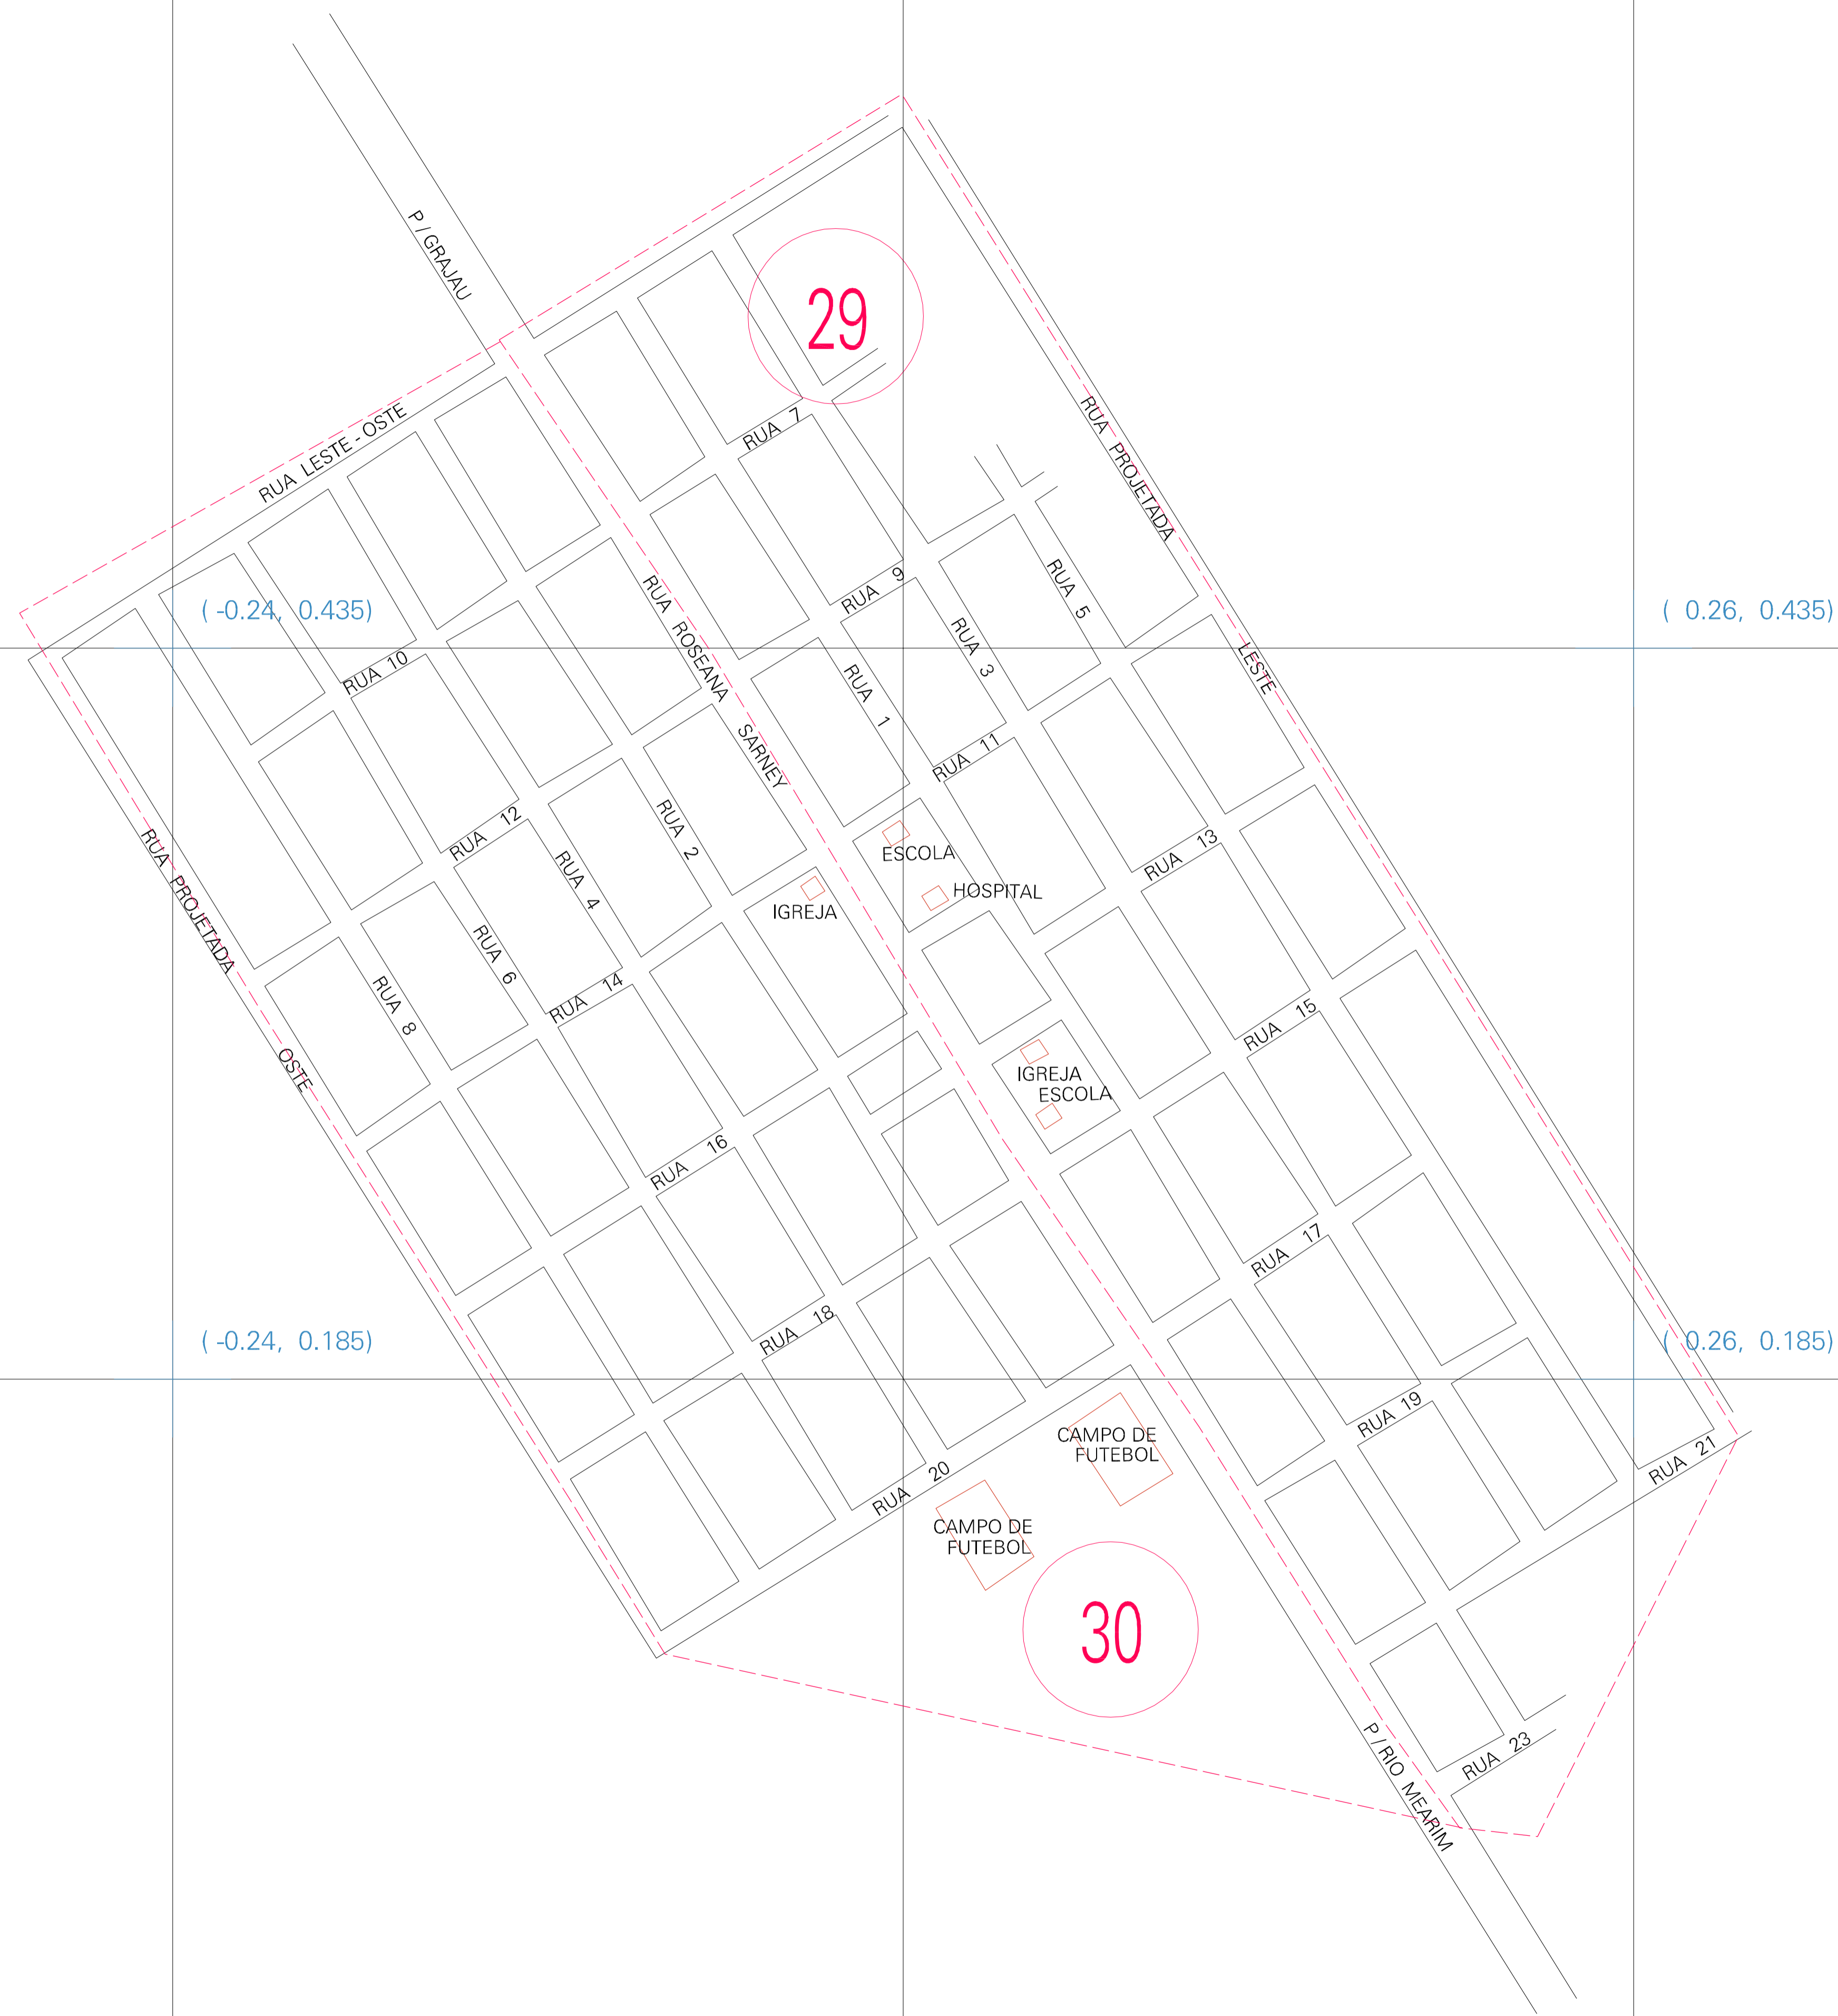 P / GRAJAU
29
RUA LESTE - OSTE
RUA 7
RUA PROJETADA
LESTE
RUA 9
RUA 5
RUA ROSEANA SARNEY
( -0.24, 0.435)
( 0.26, 0.435)
RUA 3
RUA 10
RUA 1
RUA 11
RUA 12
RUA 2
RUA 13
RUA 4
ESCOLA
HOSPITAL
IGREJA
RUA PROJETADA
OSTE
RUA 6
RUA 8
RUA 14
RUA 15
IGREJA
ESCOLA
RUA 16
RUA 17
RUA 18
( -0.24, 0.185)
( 0.26, 0.185)
RUA 19
CAMPO DE
FUTEBOL
RUA 21
RUA 20
CAMPO DE
FUTEBOL
30
RUA 23
P / RIO MEARIM